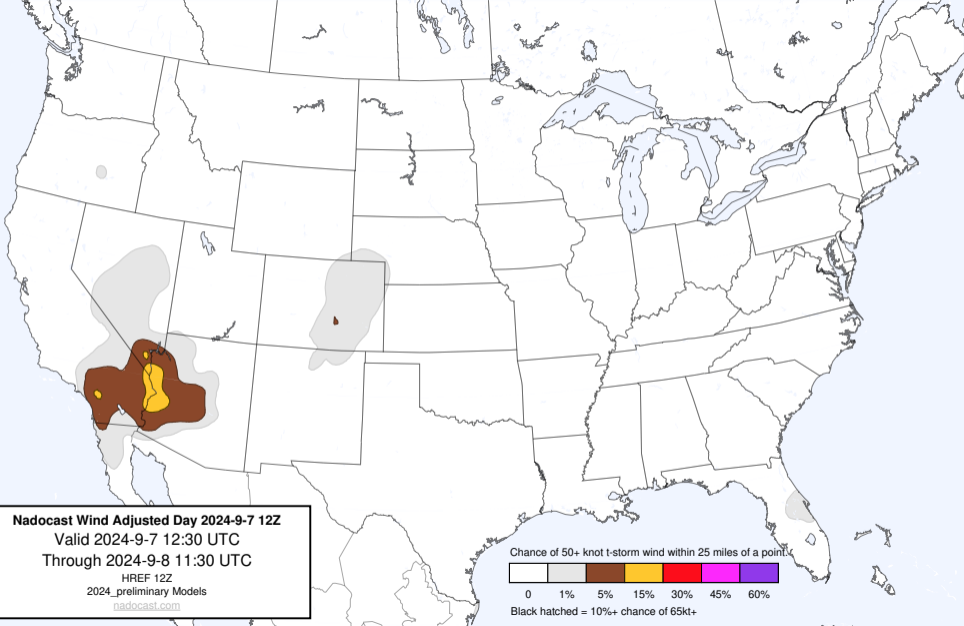 Nadocast Wind Adjusted Day 2024-9-7 12Z
Valid 2024-9-7 12:30 UTC
Through 2024-9-8 11:30 UTC
HREF 12Z
2024_preliminary Models
nadocast.com
Chance of 50+ knot t-storm wind within 25 miles of a point.
0 1% 5% 15% 30% 45% 60%
Black hatched = 10%+ chance of 65kt+